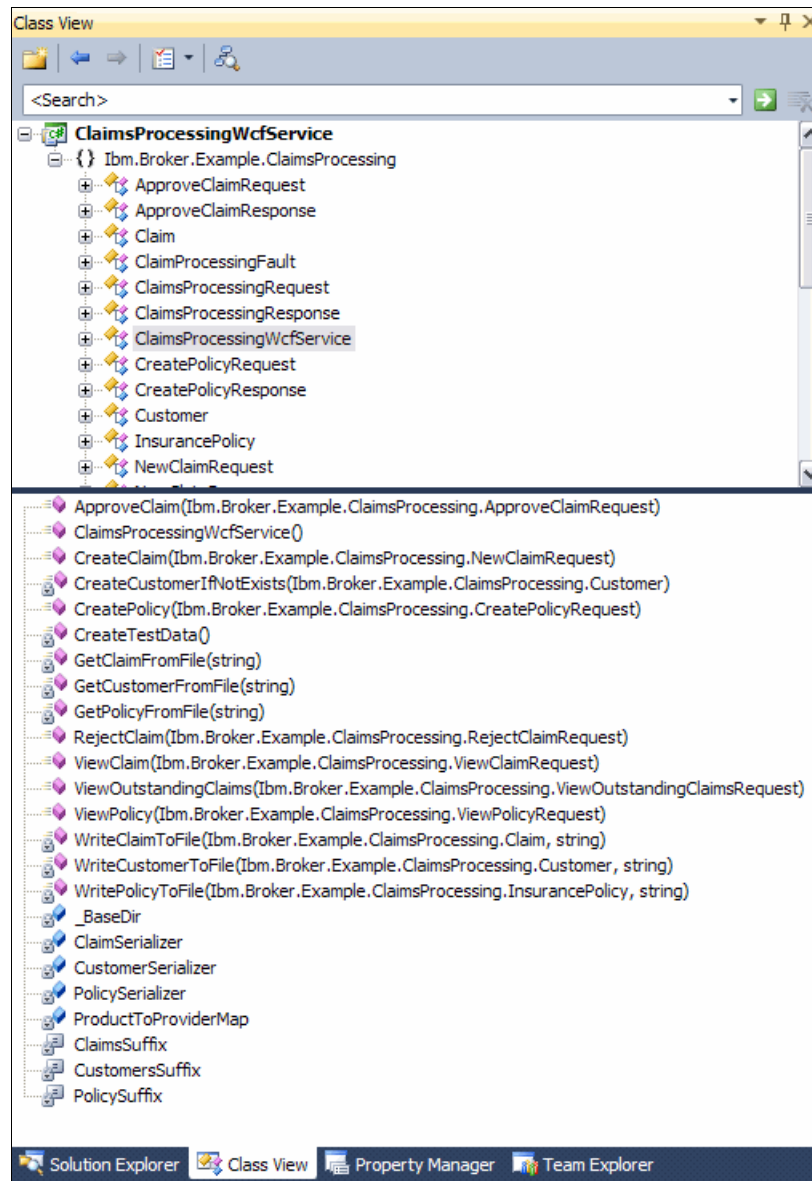 Class View
<Search>
ClaimsProcessingWcfService
{} Ibm.Broker.Example.ClaimsProcessing
ApproveClaimRequest
ApproveClaimResponse
Claim
ClaimProcessingFault
ClaimsProcessingRequest
ClaimsProcessingResponse
ClaimsProcessingWcfService
CreatePolicyRequest
CreatePolicyResponse
Customer
InsurancePolicy
NewClaimRequest
ApproveClaim(Ibm.Broker.Example.ClaimsProcessing.ApproveClaimRequest)
ClaimsProcessingWcfService()
CreateClaim(Ibm.Broker.Example.ClaimsProcessing.NewClaimRequest)
CreateCustomerIfNotExists(Ibm.Broker.Example.ClaimsProcessing.Customer)
CreatePolicy(Ibm.Broker.Example.ClaimsProcessing.CreatePolicyRequest)
CreateTestData()
GetClaimFromFile(string)
GetCustomerFromFile(string)
GetPolicyFromFile(string)
RejectClaim(Ibm.Broker.Example.ClaimsProcessing.RejectClaimRequest)
ViewClaim(Ibm.Broker.Example.ClaimsProcessing.ViewClaimRequest)
ViewOutstandingClaims(Ibm.Broker.Example.ClaimsProcessing.ViewOutstandingClaimsRequest)
ViewPolicy(Ibm.Broker.Example.ClaimsProcessing.ViewPolicyRequest)
WriteClaimToFile(Ibm.Broker.Example.ClaimsProcessing.Claim, string)
WriteCustomerToFile(Ibm.Broker.Example.ClaimsProcessing.Customer, string)
WritePolicyToFile(Ibm.Broker.Example.ClaimsProcessing.InsurancePolicy, string)
_BaseDir
ClaimSerializer
CustomerSerializer
PolicySerializer
ProductToProviderMap
ClaimsSuffix
CustomersSuffix
PolicySuffix
Solution Explorer Class View Property Manager Team Explorer